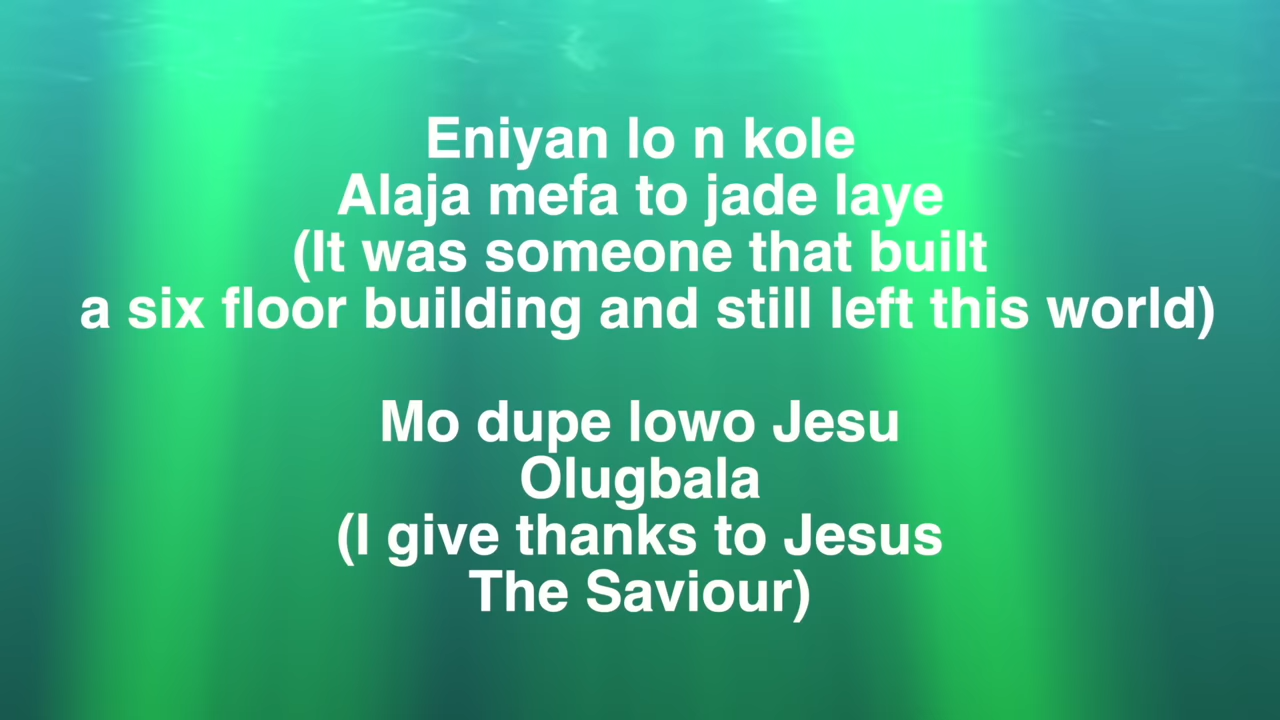 Eniyan lo n kole
Alaja mefa to jade laye
(It was someone that built
a six floor building and still left this world)
Mo dupe lowo Jesu
Olugbala
(I give thanks to Jesus
The Saviour)